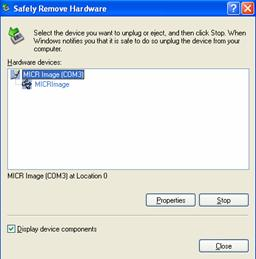 Safely Remove Hardware
Select the device you want to unplug or eject, and then click Stop. When
Windows notifies you that it is safe to do so unplug the device from your
computer.
Hardware devices:
MICR Image (COM3)
MICRImage
MICR Image (COM3) at Location 0
Properties
Stop
Display device components
Close